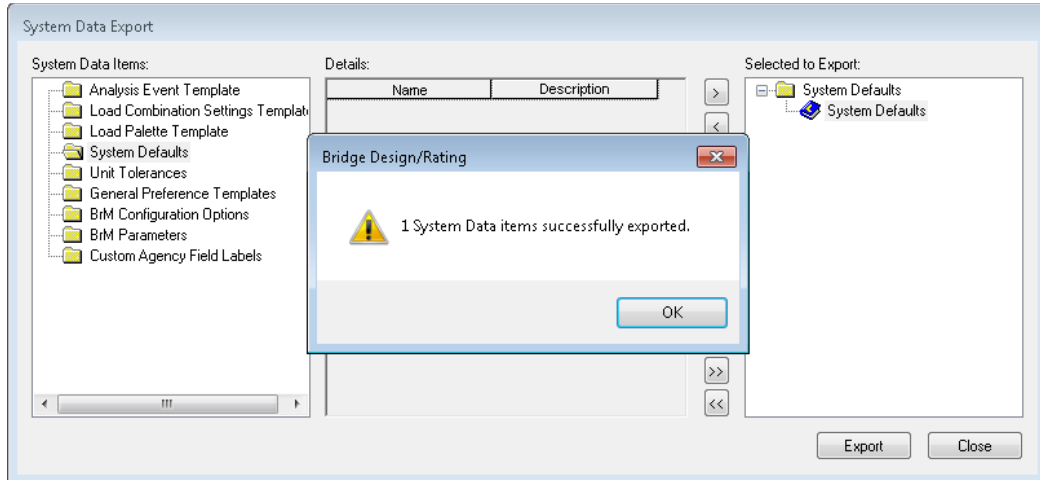 System Data Export
System Data Items:
Details:
Selected to Export:
Analysis Event Template
Load Combination Settings Templat
Load Palette Template
System Defaults
Unit Tolerances
General Preference Templates
BrM Configuration Options
BrM Parameters
Custom Agency Field Labels
Name Description
>
<
>>
<<
System Defaults
System Defaults
Bridge Design/Rating
1 System Data items successfully exported.
OK
Export Close